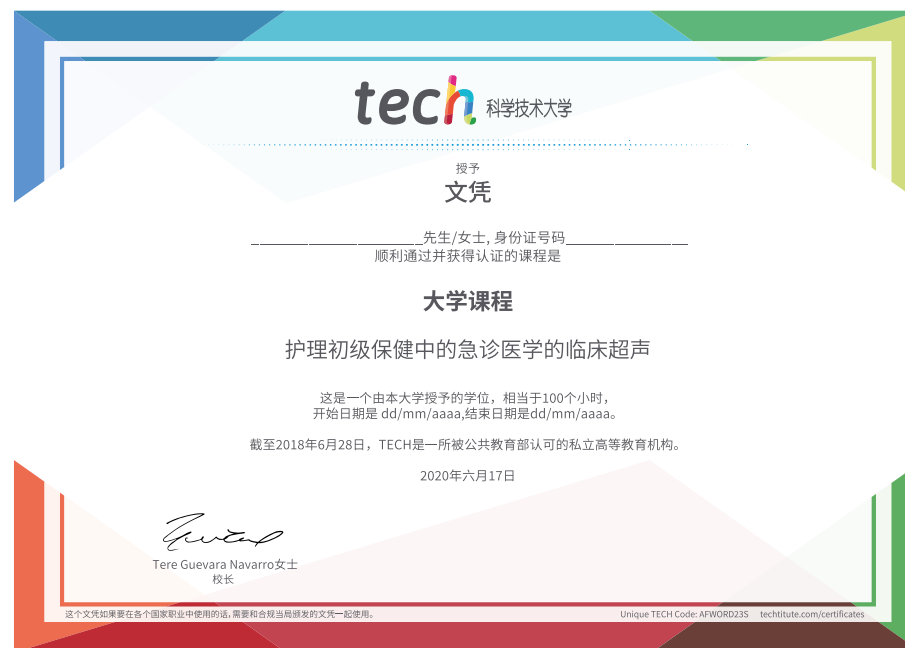 tech 科学技术大学
授予
文凭
_______________________先生/女士, 身份证号码________________
顺利通过并获得认证的课程是
大学课程
护理初级保健中的急诊医学的临床超声
这是一个由本大学授予的学位，相当于100个小时，
开始日期是 dd/mm/aaaa,结束日期是dd/mm/aaaa。
截至2018年6月28日，TECH是一所被公共教育部认可的私立高等教育机构。
2020年六月17日
Tere Guevara Navarro女士
校长
这个文凭如果要在各个国家职业中使用的话,需要和合规当局颁发的文凭一起使用。
Unique TECH Code: AFWORD23S techtitute.com/certificates